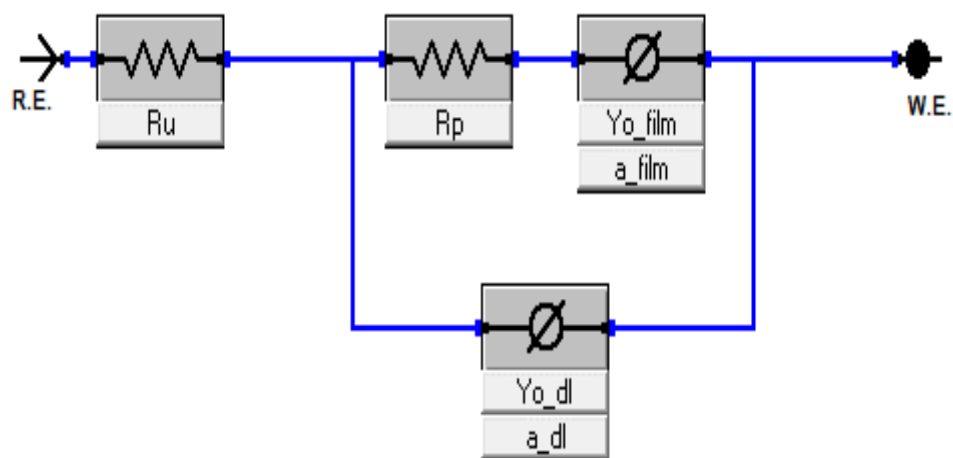 R.E.
Ru
Rp
Yo_film
a_film
W.E.
Yo_dl
a_dl